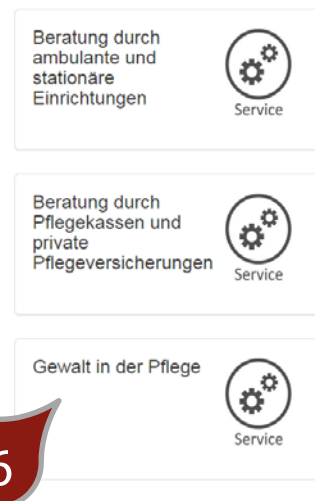 Beratung durch
ambulante und
stationäre
Einrichtungen
Service
Beratung durch
Pflegekassen und
private
Pflegeversicherungen
Service
Gewalt in der Pflege
Service
6